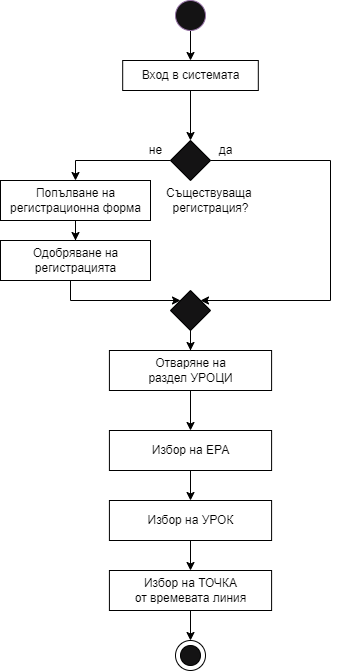 Вход в системата
не
да
Съществуваща
регистрация?
Попълване на
регистрационна форма
Одобряване на
регистрацията
Отваряне на
раздел УРОЦИ
Избор на ЕРА
Избор на УРОК
Избор на ТОЧКА
от времевата линия